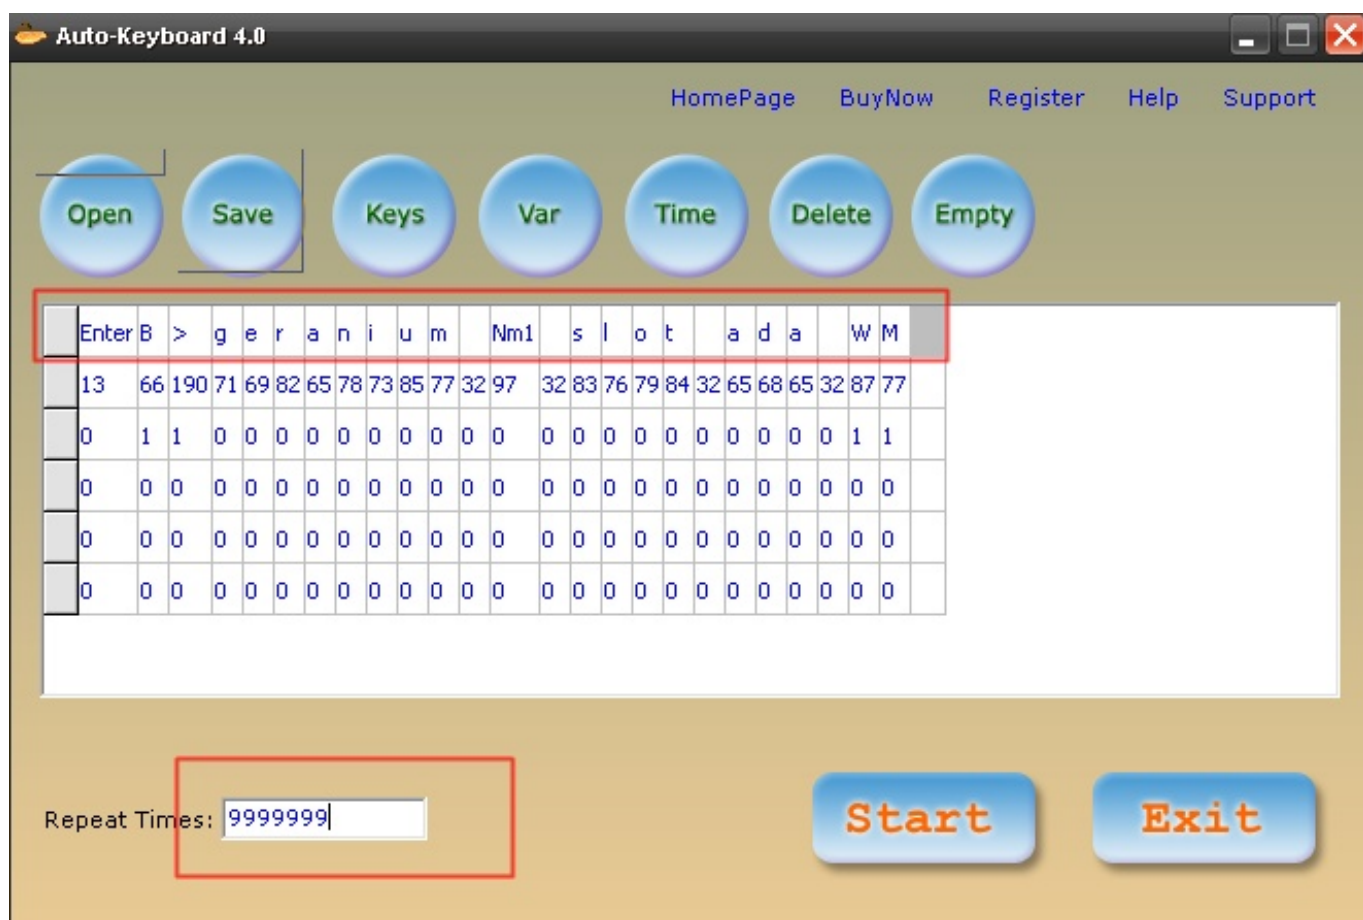 Auto-Keyboard 4.0
HomePage BuyNow Register Help Support
Open Save Keys Var Time Delete Empty
Enter B > g e r a n i u m Nm1 s l o t a d a W M
13 66 190 71 69 82 65 78 73 85 77 32 97 32 83 76 79 84 32 65 68 65 32 87 77
0 1 1 0 0 0 0 0 0 0 0 0 0 0 0 0 0 0 0 0 0 0 0 1 1
0 0 0 0 0 0 0 0 0 0 0 0 0 0 0 0 0 0 0 0 0 0 0 0 0
0 0 0 0 0 0 0 0 0 0 0 0 0 0 0 0 0 0 0 0 0 0 0 0 0
0 0 0 0 0 0 0 0 0 0 0 0 0 0 0 0 0 0 0 0 0 0 0 0 0
Repeat Times: 9999999
Start Exit